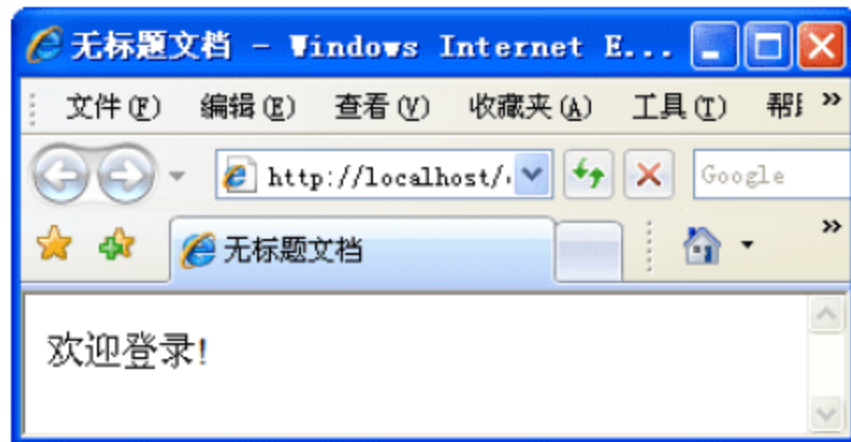 无标题文档 - Windows Internet E...
文件(F) 编辑(E) 查看(V) 收藏夹(A) 工具(T) »
http://localhost/ Google
无标题文档 »
欢迎登录!